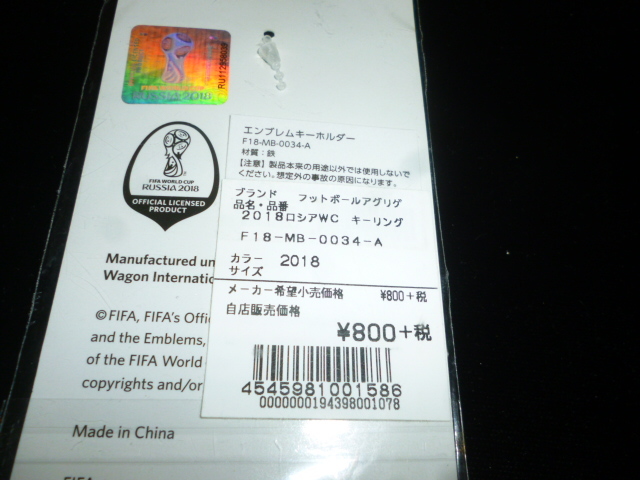 FIFA WORLD CUP
RUSSIA 2018
FIFA WORLD CUP
RUSSIA 2018
OFFICIAL LICENSED
PRODUCT
エンブレムキーホルダー
F18-MB-0034-A
材質：鉄
【注意】製品本来の用途以外では使用しないで
ください。想定外の事故の原因になります。
ブランド フットボールアグリゲ
品名・品番
2018ロシアWC キーリング
F18-MB-0034-A
カラー 2018
サイズ
メーカー希望小売価格 ¥800+税
自店販売価格
¥800+税
4545981001586
0000000194398001078
Manufactured un
Wagon Internatio
©FIFA, FIFA's Offi
and the Emblems,
of the FIFA World
copyrights and/or
Made in China